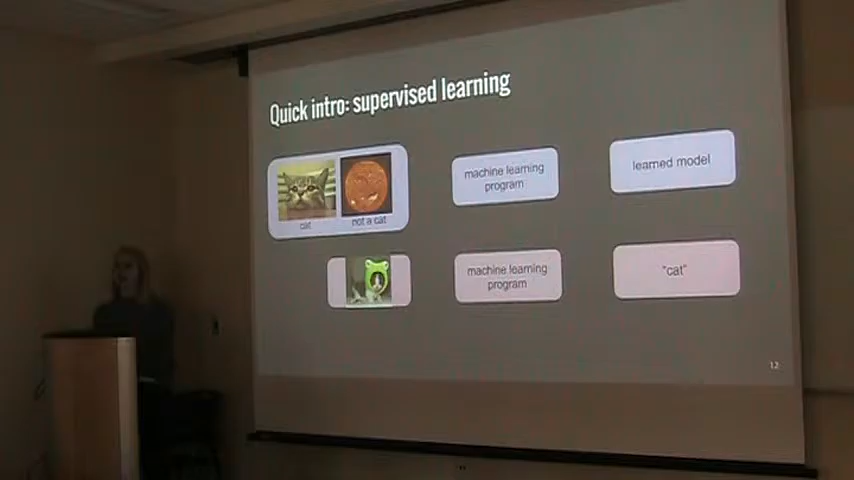 Quick intro: supervised learning
cat
not a cat
machine learning
program
learned model
machine learning
program
"cat"
12